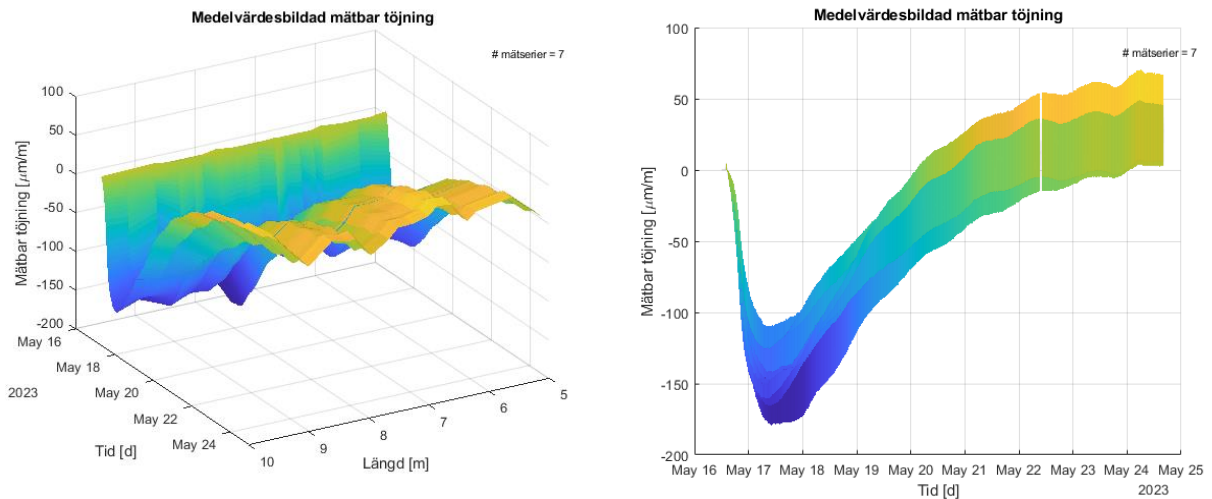 Medelvärdesbildad mätbar töjning
# mätserier = 7
100
50
0
-50
-100
-150
-200
Mätbar töjning [μm/m]
May 16
May 18
May 20
May 22
May 24
2023
Tid [d]
10
9
8
7
6
5
Längd [m]
Medelvärdesbildad mätbar töjning
# mätserier = 7
100
50
0
-50
-100
-150
-200
Mätbar töjning [μm/m]
May 16 May 17 May 18 May 19 May 20 May 21 May 22 May 23 May 24 May 25
Tid [d]
2023